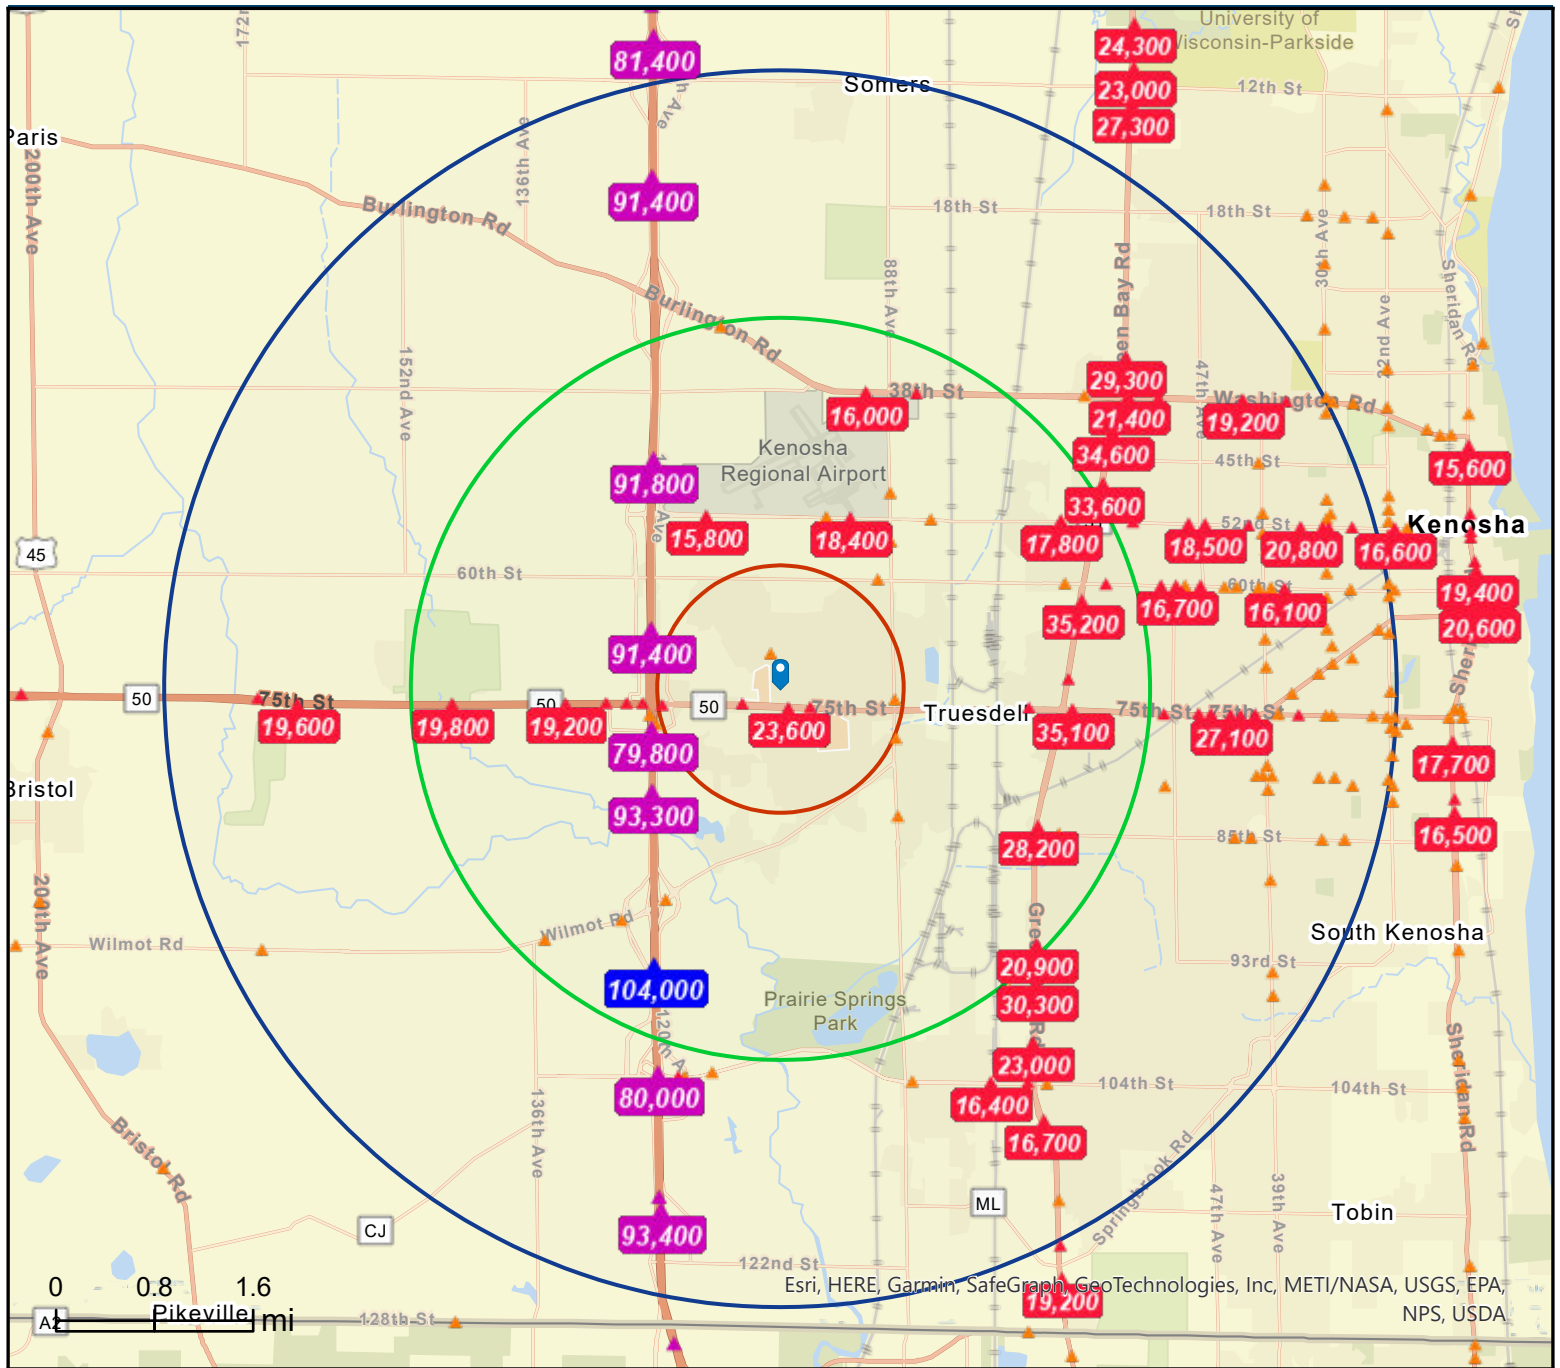 University of
Wisconsin-Parkside
172n
24,300
81,400
Somers
23,000
12th St
27,300
Paris
200th Ave
136th Ave
91,400
Burlington Rd
18th St
18th St
30th Ave
88th Ave
Sheridan Rd
Burlington Rd
22nd Ave
152nd Ave
47th Ave
29,300
38th St
16,000
Washington Rd
21,400
19,200
Kenosha
Regional Airport
34,600
45th St
15,600
91,800
33,600
Ave
15,800
18,400
17,800
52nd St
18,500
20,800
16,600
Kenosha
45
60th St
60th St
16,700
16,100
19,400
35,200
20,600
91,400
50
75th St
50
50
75th St
Truesdell
75th St
75th St
19,600
19,800
19,200
23,600
35,100
27,100
79,800
17,700
Bristol
93,300
28,200
85th St
16,500
200th Ave
Wilmot Rd
Wilmot Rd
South Kenosha
20,900
93rd St
104,000
Prairie Springs
Park
30,300
Rd
120th A
23,000
Sheridan Rd
104th St
104th St
80,000
16,400
136th Ave
Bristol Rd
16,700
Springbrook Rd
47th Ave
39th Ave
ML
Tobin
CJ
93,400
122nd St
0 0.8 1.6
mi
Esri, HERE, Garmin, SafeGraph, GeoTechnologies, Inc, METI/NASA, USGS, EPA,
NPS, USDA
19,200
A2
Pikeville
128th St